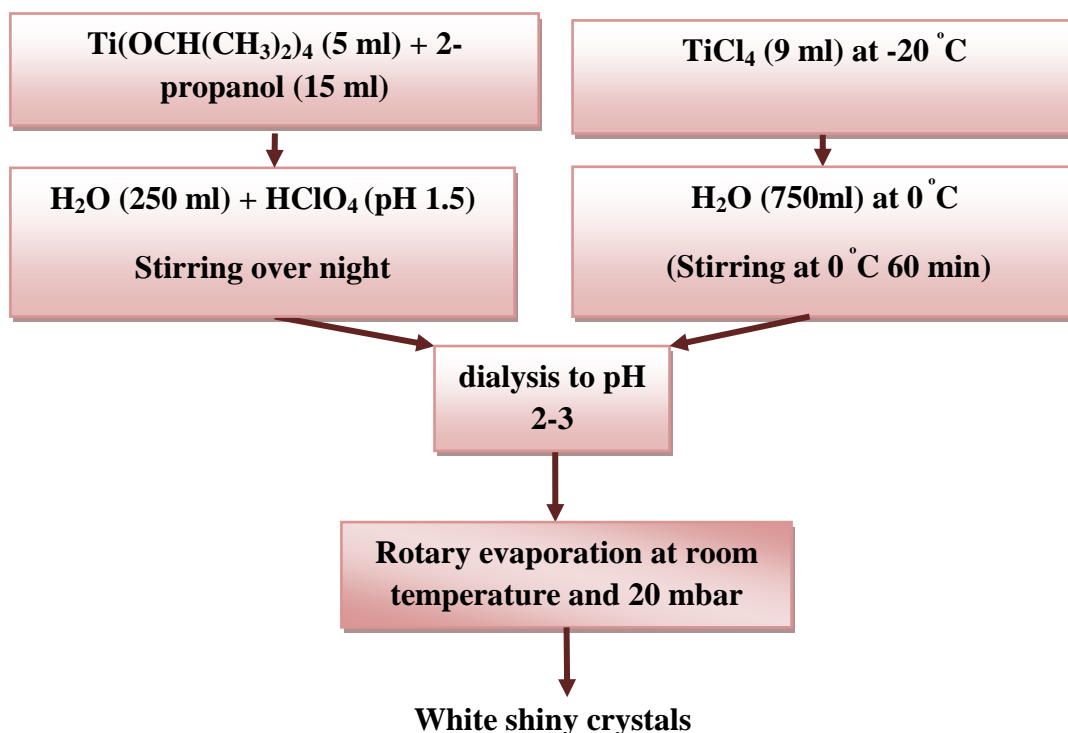 Ti(OCH(CH₃)₂)₄ (5 ml) + 2-
propanol (15 ml)
TiCl₄ (9 ml) at -20 °C
H₂O (250 ml) + HClO₄ (pH 1.5)
Stirring over night
H₂O (750ml) at 0 °C
(Stirring at 0 °C 60 min)
dialysis to pH
2-3
Rotary evaporation at room
temperature and 20 mbar
White shiny crystals